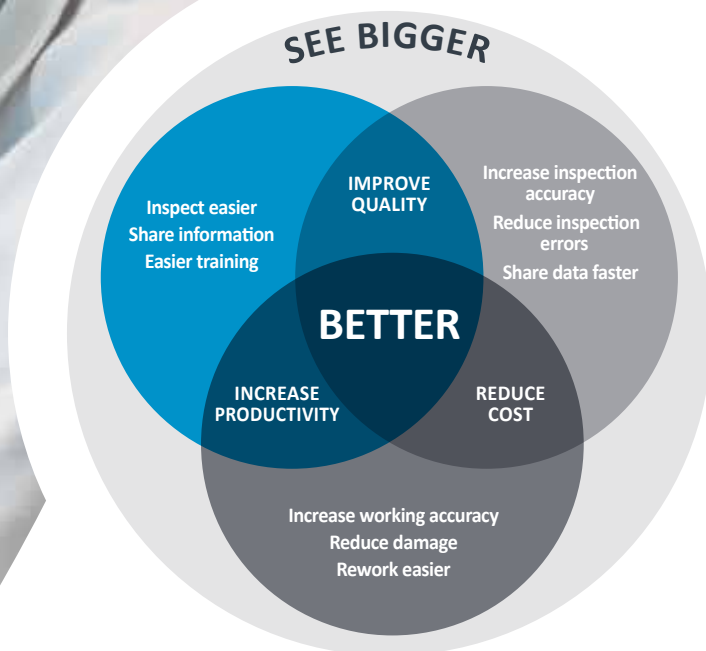 SEE BIGGER
Inspect easier
Share information
Easier training
IMPROVE
QUALITY
Increase inspection
accuracy
Reduce inspection
errors
Share data faster
BETTER
INCREASE
PRODUCTIVITY
REDUCE
COST
Increase working accuracy
Reduce damage
Rework easier